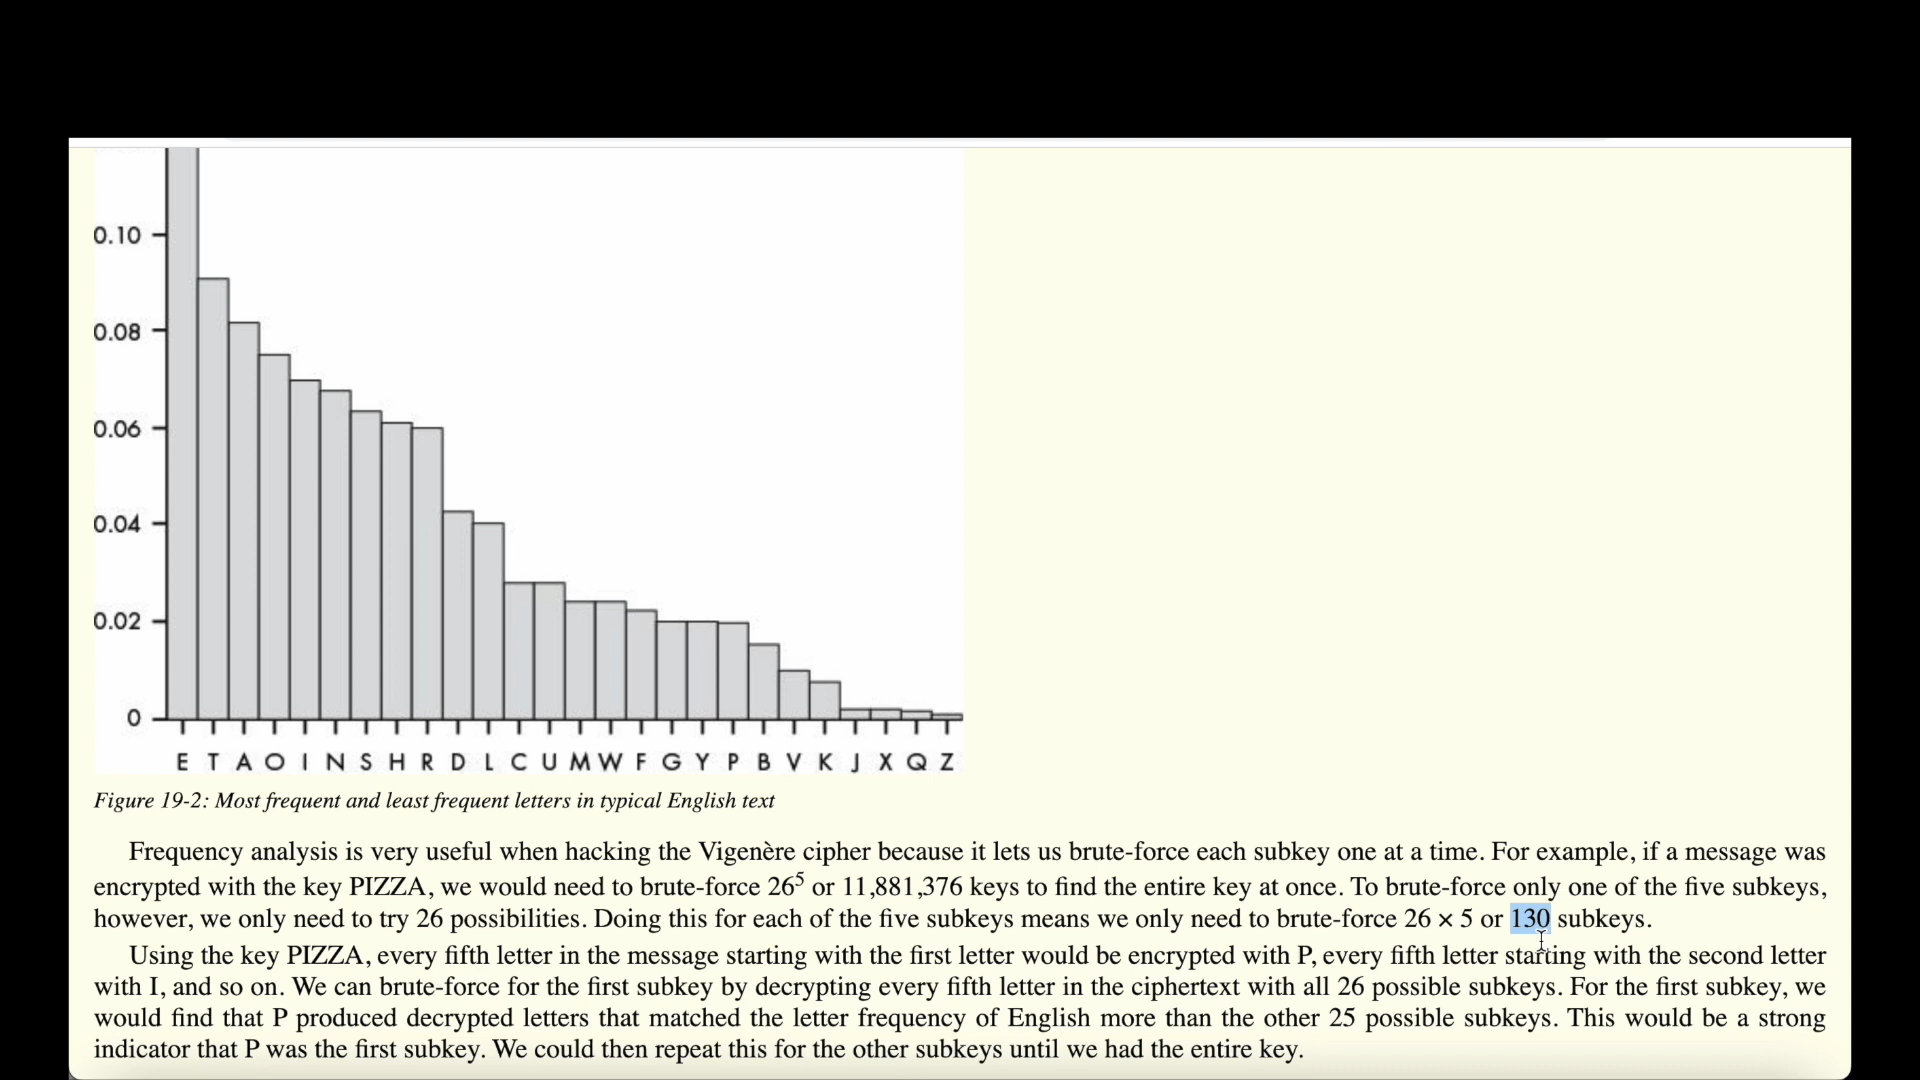 0.10
0.08
0.06
0.04
0.02
0
E T A O I N S H R D L C U M W F G Y P B V K J X Q Z
Figure 19-2: Most frequent and least frequent letters in typical English text
Frequency analysis is very useful when hacking the Vigenère cipher because it lets us brute-force each subkey one at a time. For example, if a message was
encrypted with the key PIZZA, we would need to brute-force 26⁵ or 11,881,376 keys to find the entire key at once. To brute-force only one of the five subkeys,
however, we only need to try 26 possibilities. Doing this for each of the five subkeys means we only need to brute-force 26 × 5 or 130 subkeys.
Using the key PIZZA, every fifth letter in the message starting with the first letter would be encrypted with P, every fifth letter starting with the second letter
with I, and so on. We can brute-force for the first subkey by decrypting every fifth letter in the ciphertext with all 26 possible subkeys. For the first subkey, we
would find that P produced decrypted letters that matched the letter frequency of English more than the other 25 possible subkeys. This would be a strong
indicator that P was the first subkey. We could then repeat this for the other subkeys until we had the entire key.